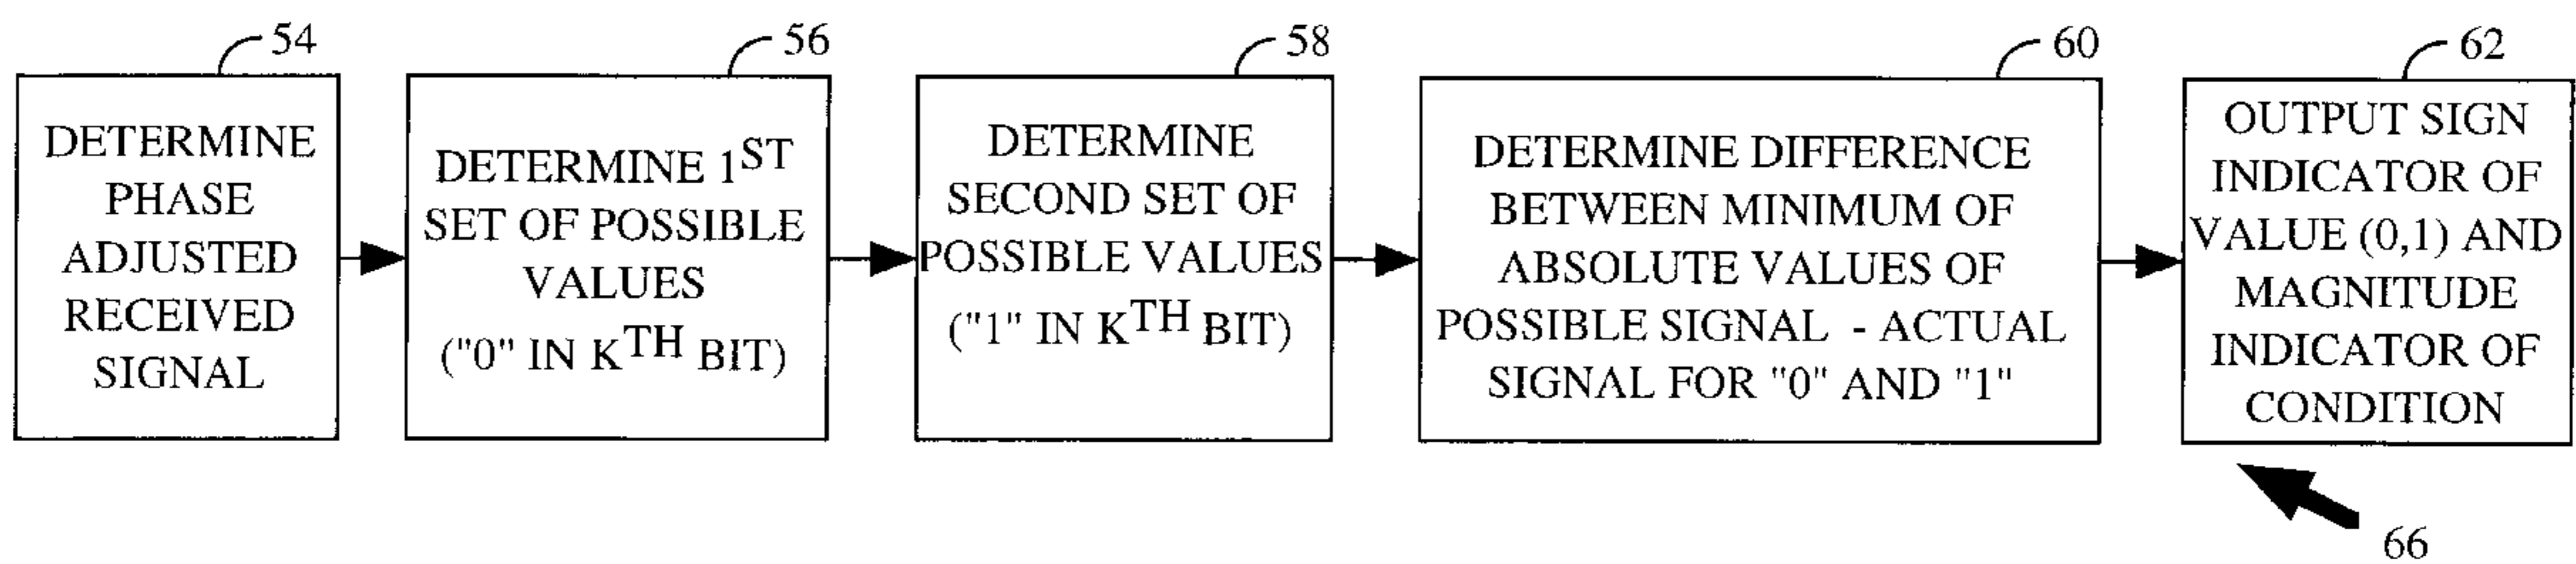 54
DETERMINE
PHASE
ADJUSTED
RECEIVED
SIGNAL
56
DETERMINE 1ST
SET OF POSSIBLE
VALUES
("0" IN KTH BIT)
58
DETERMINE
SECOND SET OF
POSSIBLE VALUES
("1" IN KTH BIT)
60
DETERMINE DIFFERENCE
BETWEEN MINIMUM OF
ABSOLUTE VALUES OF
POSSIBLE SIGNAL - ACTUAL
SIGNAL FOR "0" AND "1"
62
OUTPUT SIGN
INDICATOR OF
VALUE (0,1) AND
MAGNITUDE
INDICATOR OF
CONDITION
66